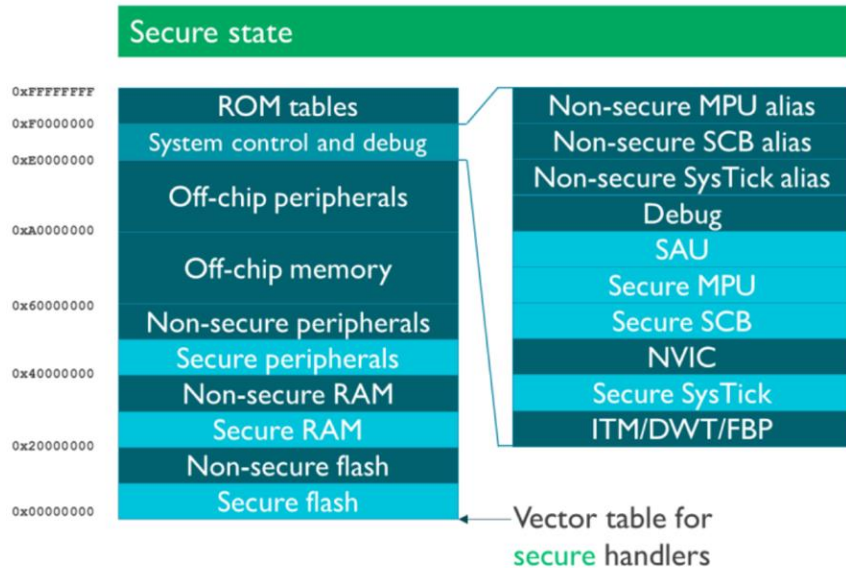 Secure state
0xFFFFFFFF
ROM tables
0xF0000000
System control and debug
0xE0000000
Off-chip peripherals
0xA0000000
Off-chip memory
0x60000000
Non-secure peripherals
Secure peripherals
0x40000000
Non-secure RAM
Secure RAM
0x20000000
Non-secure flash
Secure flash
0x00000000
Non-secure MPU alias
Non-secure SCB alias
Non-secure SysTick alias
Debug
SAU
Secure MPU
Secure SCB
NVIC
Secure SysTick
ITM/DWT/FBP
Vector table for
secure handlers